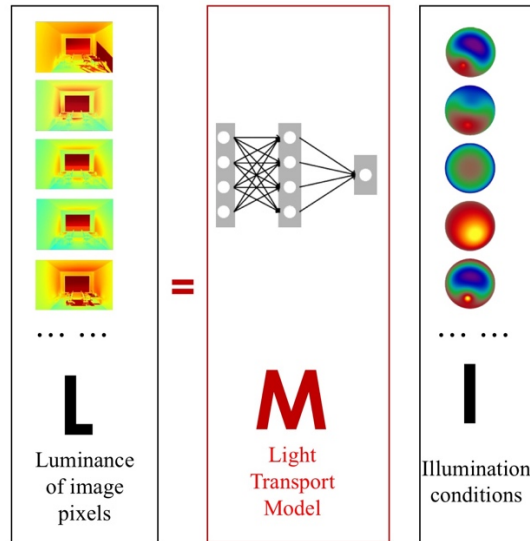 ... ...
=
... ...
L
M
I
Luminance
of image
pixels
Light
Transport
Model
Illumination
conditions